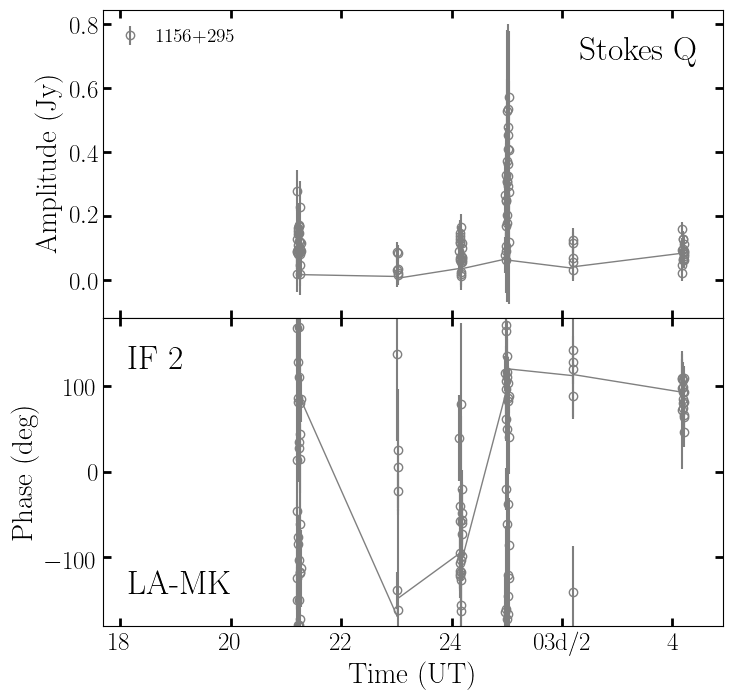 1156+295
Stokes Q
0.8
0.6
0.4
0.2
0.0
Amplitude (Jy)
IF 2
100
0
−100
Phase (deg)
LA-MK
18 20 22 24 03d/2 4
Time (UT)